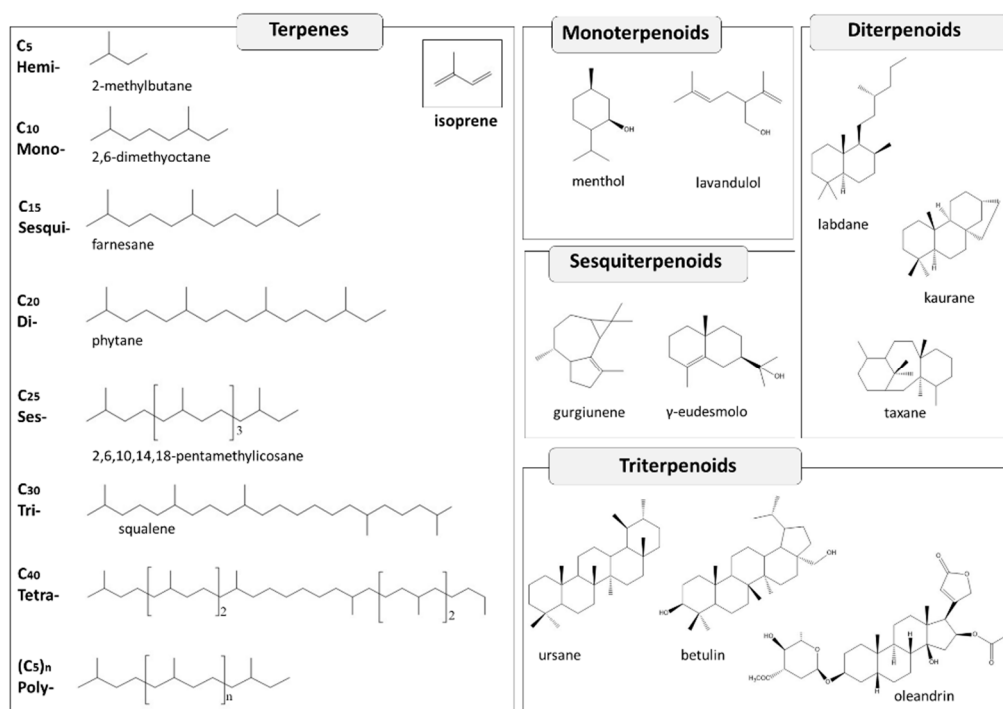 Terpenes
C5
Hemi-
2-methylbutane
isoprene
C10
Mono-
2,6-dimethyoctane
C15
Sesqui-
farnesane
C20
Di-
phytane
C25
Ses-
3
2,6,10,14,18-pentamethylicosane
C30
Tri-
squalene
C40
Tetra-
2
2
(C5)n
Poly-
n
Monoterpenoids
OH
OH
menthol
lavandulol
Sesquiterpenoids
OH
gurgiunene
γ-eudesmolo
Diterpenoids
H
labdane
H
H
kaurane
taxane
Triterpenoids
ursane
OH
HO
betulin
O
O
H
H
O
OH
HO
O
H₃COC
O
O
H
oleandrin